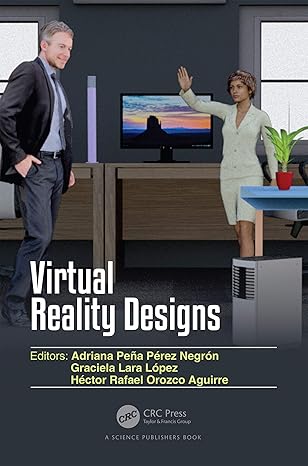 Virtual
Reality Designs
Editors: Adriana Peña Pérez Negrón
Graciela Lara López
Héctor Rafael Orozco Aguirre
CRC
CRC Press
Taylor & Francis Group
A SCIENCE PUBLISHERS BOOK